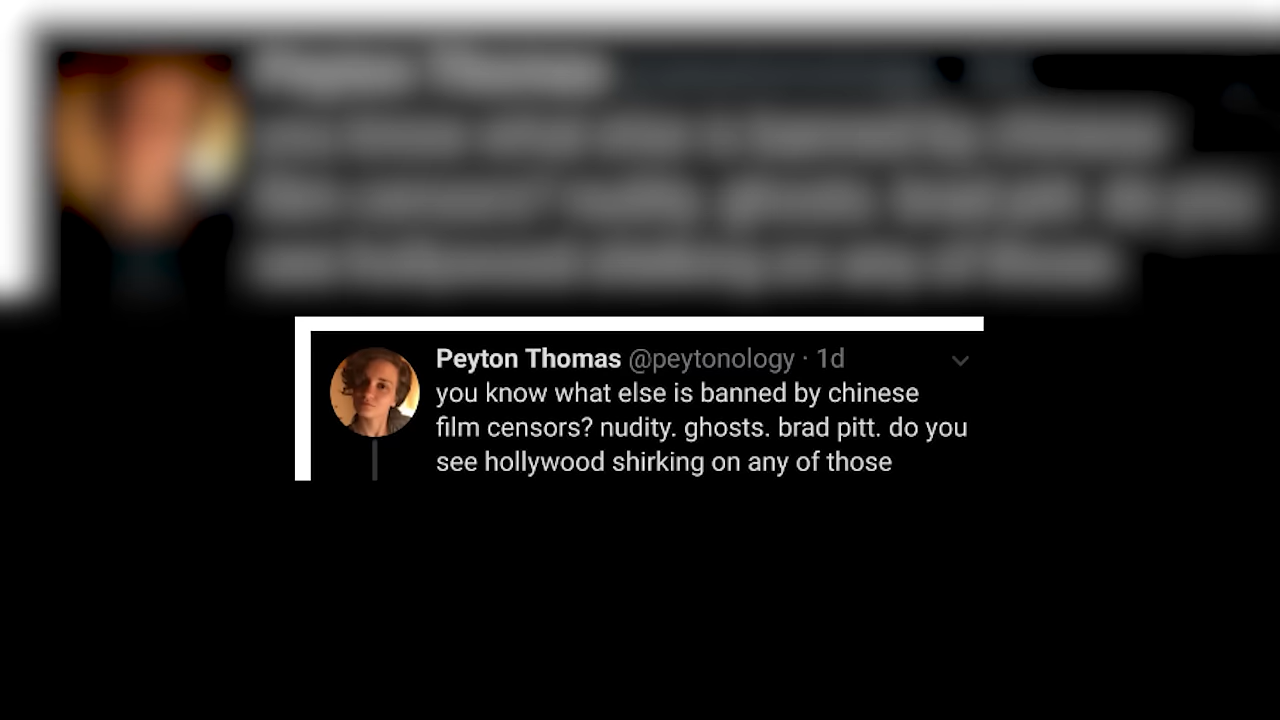 Peyton Thomas @peytonology · 1d
you know what else is banned by chinese
film censors? nudity. ghosts. brad pitt. do you
see hollywood shirking on any of those